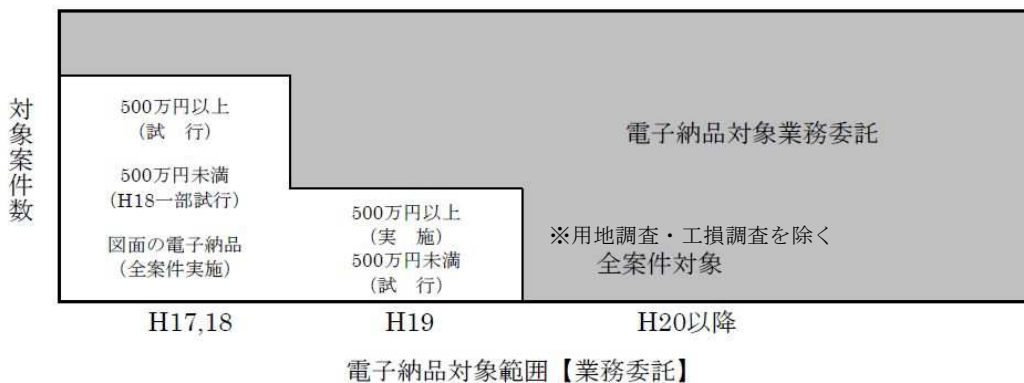 対象案件数
500万円以上
(試　行)
500万円未満
(H18一部試行)
図面の電子納品
(全案件実施)
500万円以上
(実　施)
500万円未満
(試　行)
電子納品対象業務委託
※用地調査・工損調査を除く
全案件対象
H17,18
H19
H20以降
電子納品対象範囲【業務委託】